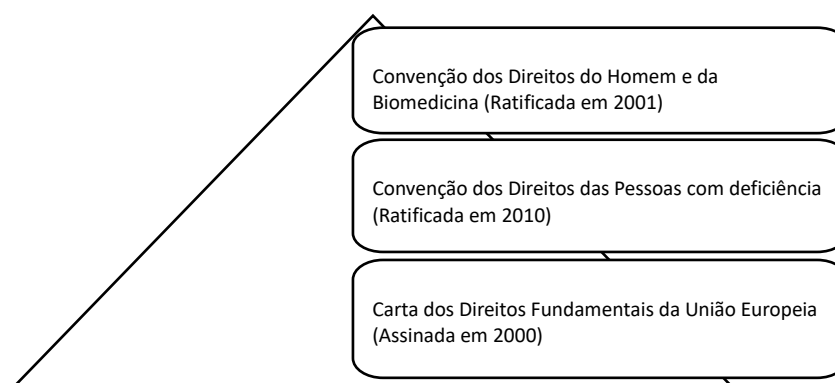 Convenção dos Direitos do Homem e da
Biomedicina (Ratificada em 2001)
Convenção dos Direitos das Pessoas com deficiência
(Ratificada em 2010)
Carta dos Direitos Fundamentais da União Europeia
(Assinada em 2000)